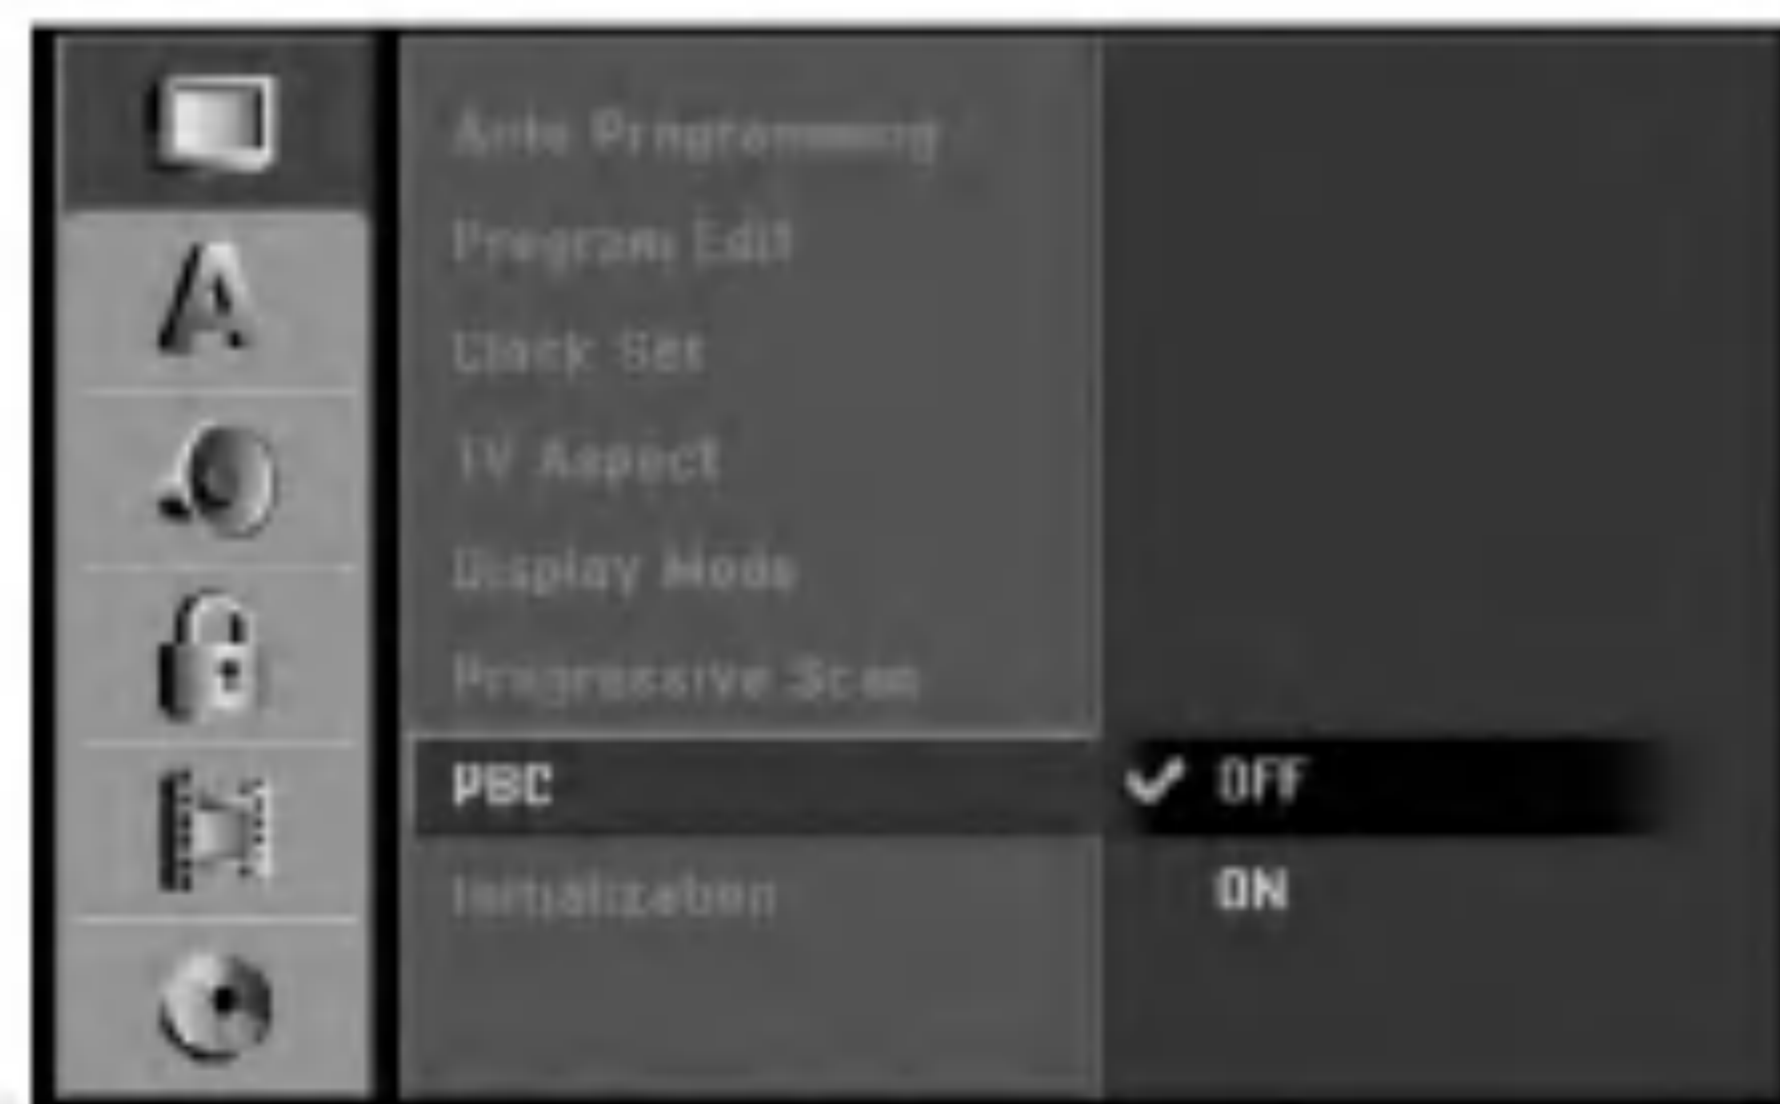 A
Auto Programming
Program Edit
Clock Set
TV Aspect
Display Mode
Progressive Scan
PBC
✔ OFF
ON
Initialization